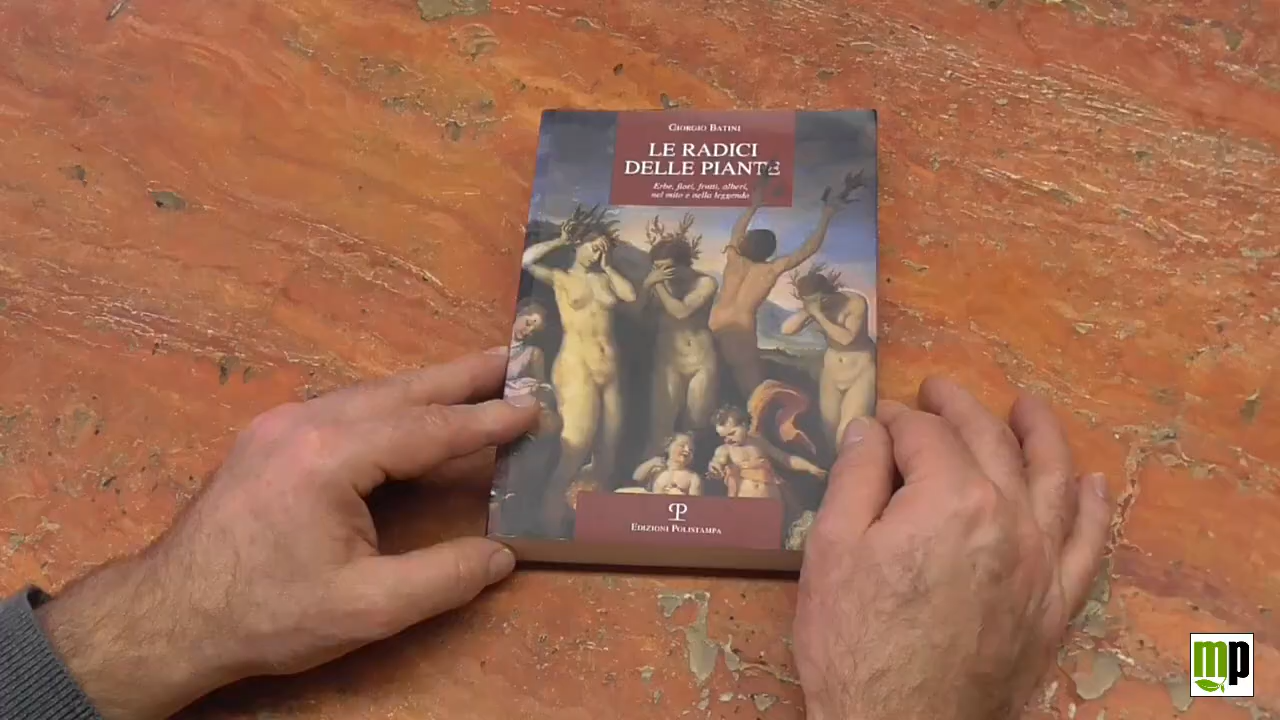 GIORGIO BATINI
LE RADICI
DELLE PIANTE
Erbe, fiori, frutti, alberi,
nel mito e nella leggenda
EDIZIONI POLISTAMPA
mp